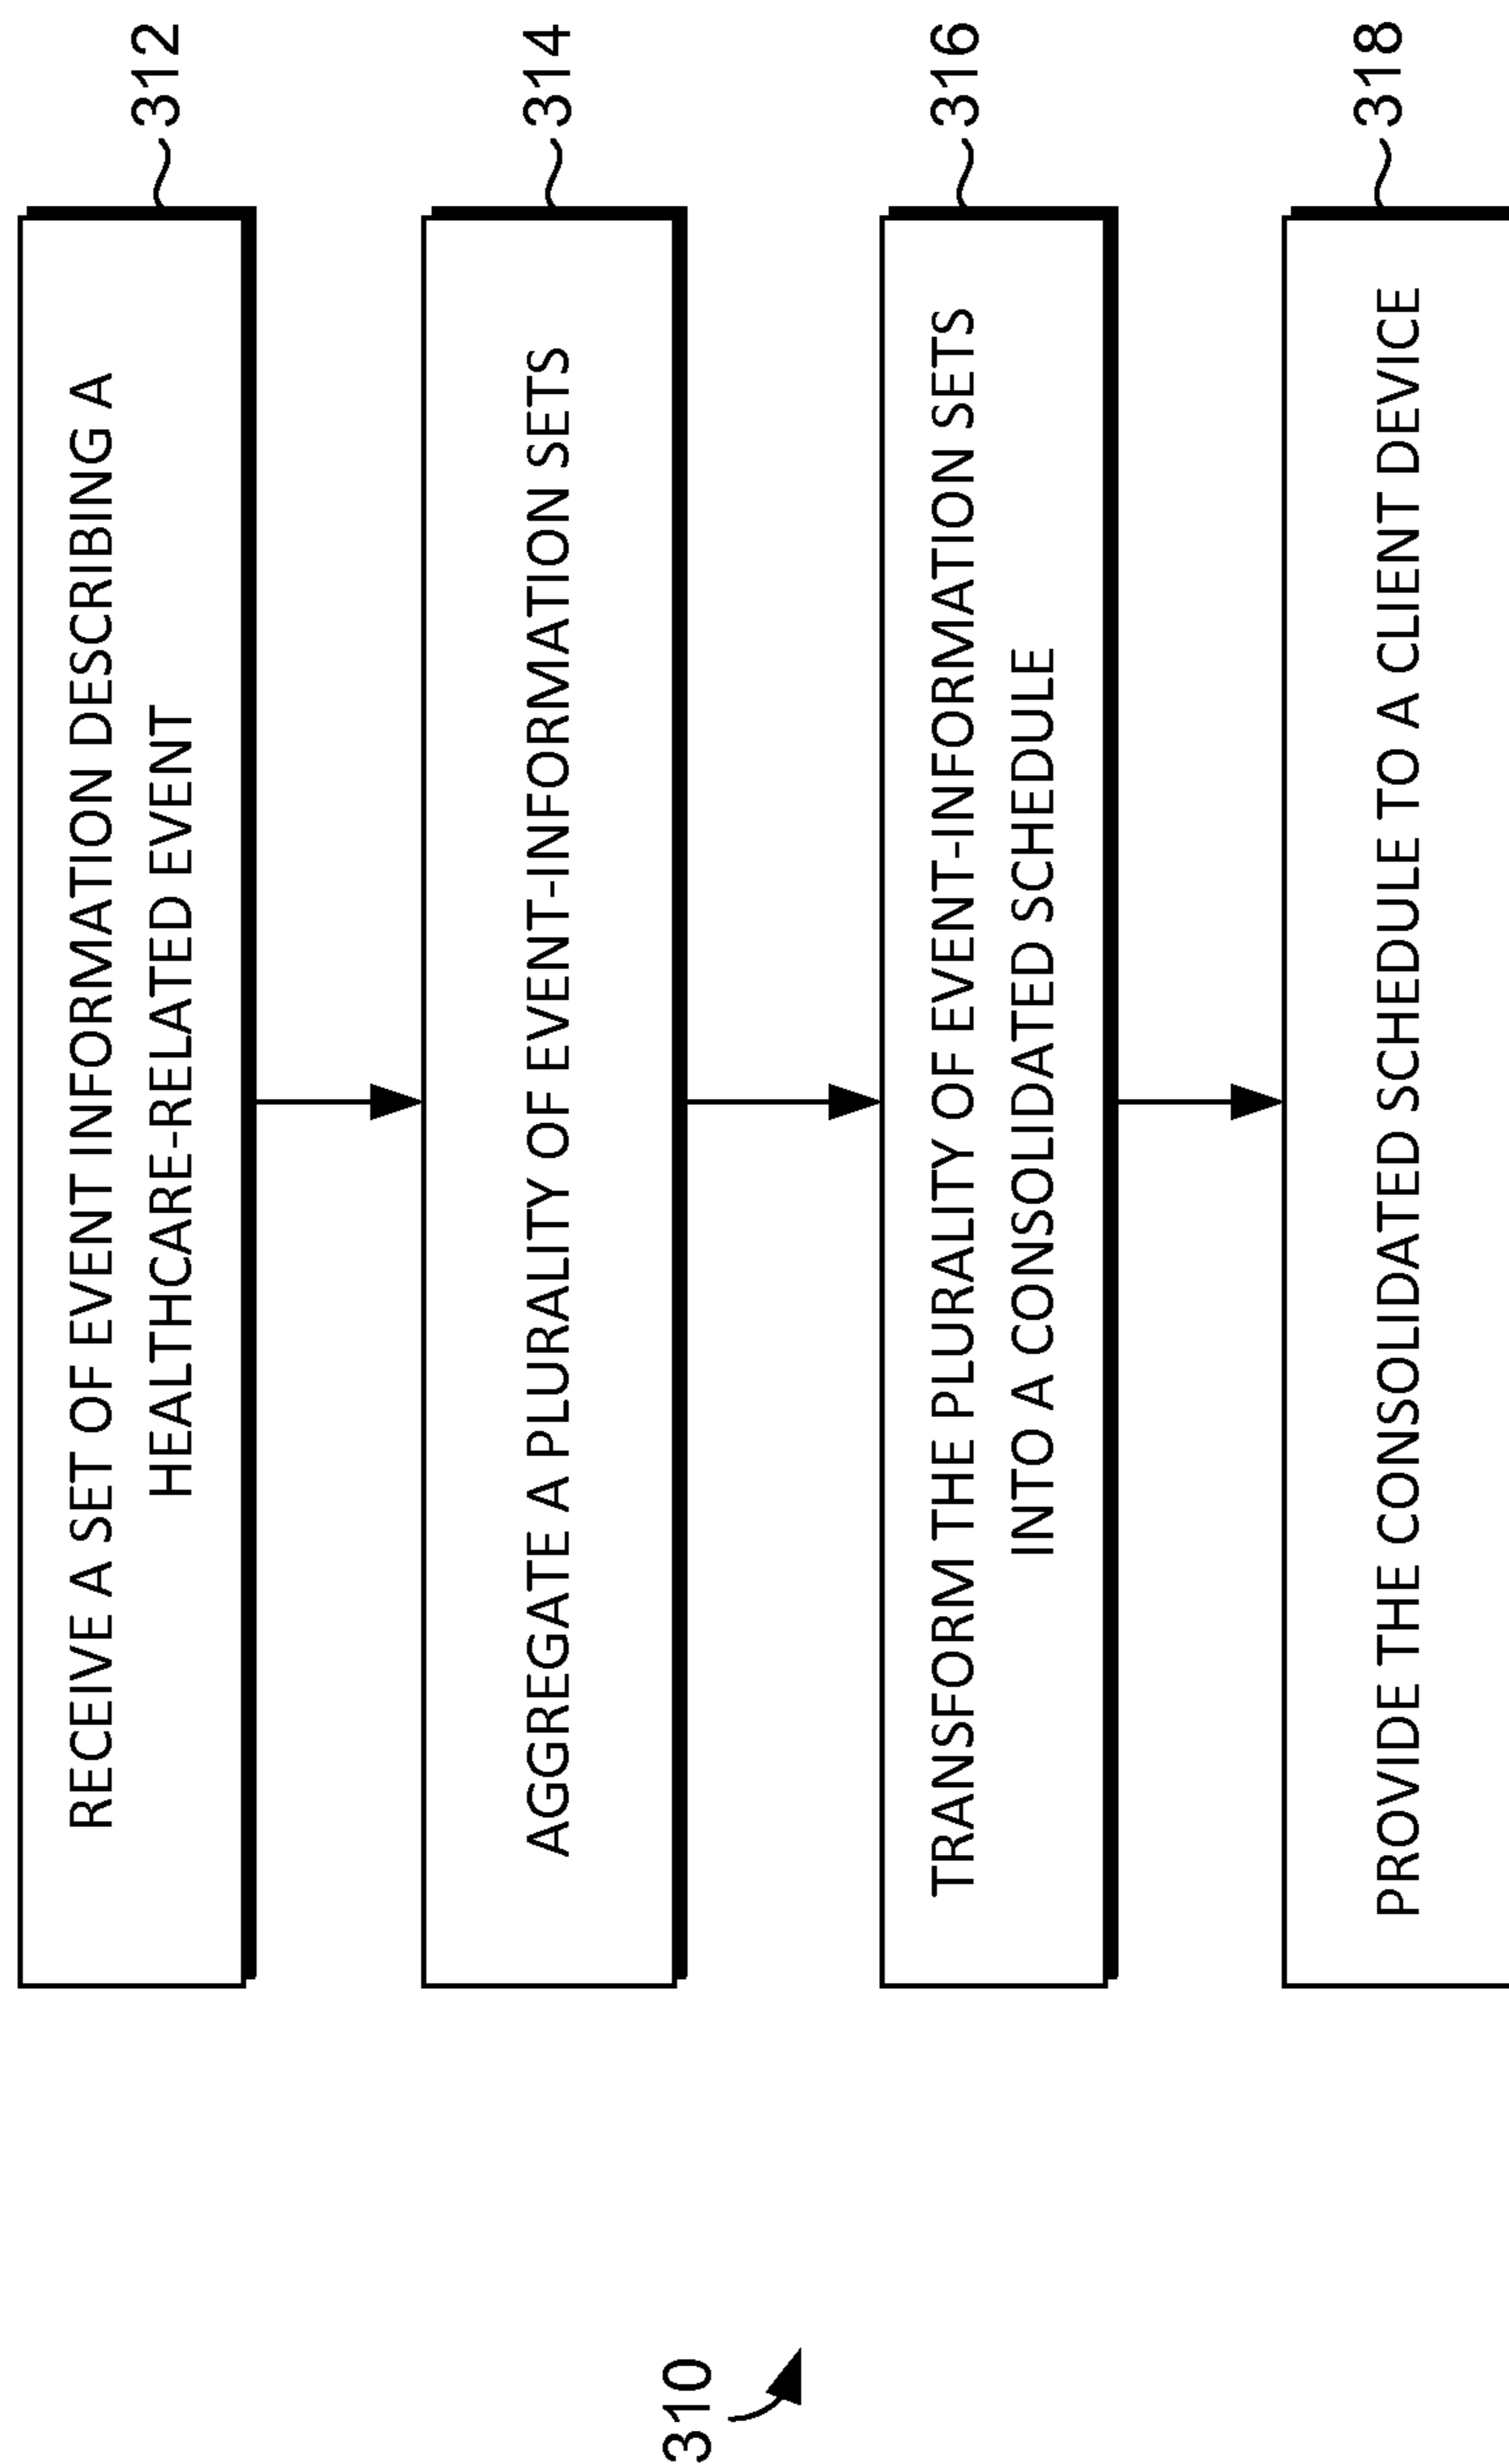 310
RECEIVE A SET OF EVENT INFORMATION DESCRIBING A
HEALTHCARE-RELATED EVENT
312
AGGREGATE A PLURALITY OF EVENT-INFORMATION SETS
314
TRANSFORM THE PLURALITY OF EVENT-INFORMATION SETS
INTO A CONSOLIDATED SCHEDULE
316
PROVIDE THE CONSOLIDATED SCHEDULE TO A CLIENT DEVICE
318